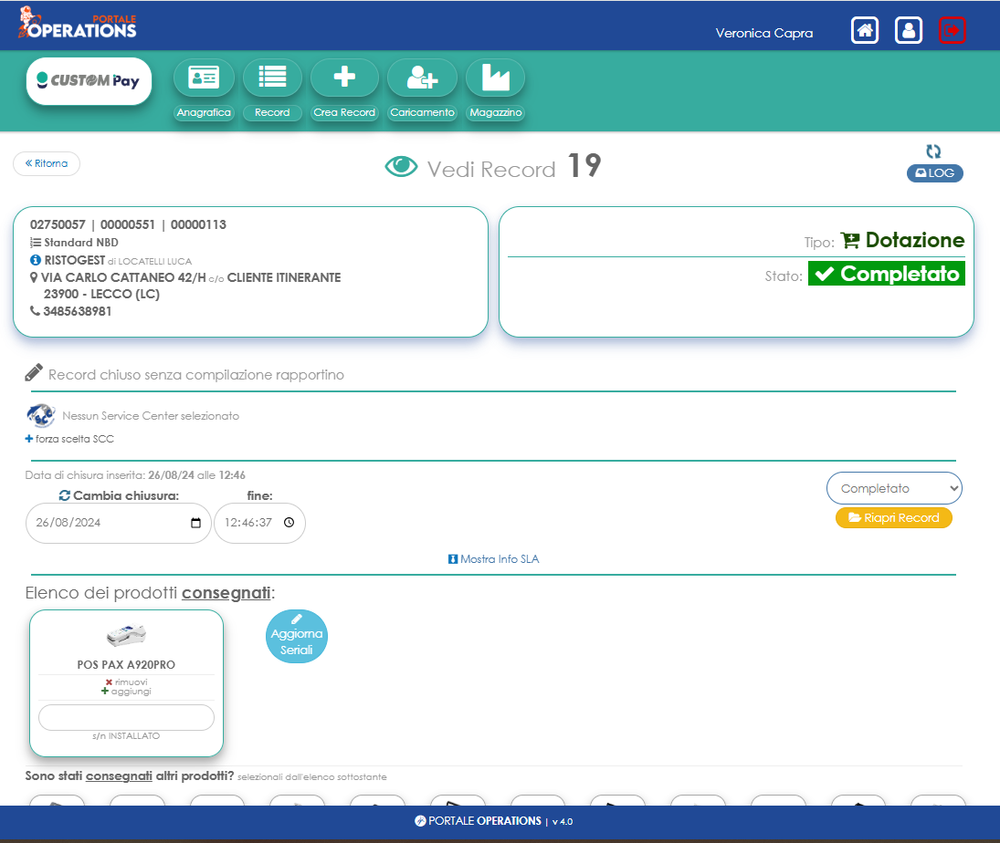 PORTALE
OPERATIONS
Veronica Capra
CUSTOM Pay
Anagrafica
Record
Crea Record
Caricamento
Magazzino
« Ritorna
Vedi Record 19
LOG
02750057 | 00000551 | 00000113
Standard NBD
RISTOGEST di LOCATELLI LUCA
VIA CARLO CATTANEO 42/H c/o CLIENTE ITINERANTE
23900 - LECCO (LC)
3485638981
Tipo: Dotazione
Stato: Completato
Record chiuso senza compilazione rapportino
Nessun Service Center selezionato
forza scelta SCC
Data di chisura inserita: 26/08/24 alle 12:46
Cambia chiusura: fine:
26/08/2024 12:46:37
Completato
Riapri Record
Mostra Info SLA
Elenco dei prodotti consegnati:
POS PAX A920PRO
rimuovi
aggiungi
s/n INSTALLATO
Aggiorna
Seriali
Sono stati consegnati altri prodotti? selezionali dall'elenco sottostante
PORTALE OPERATIONS | v 4.0